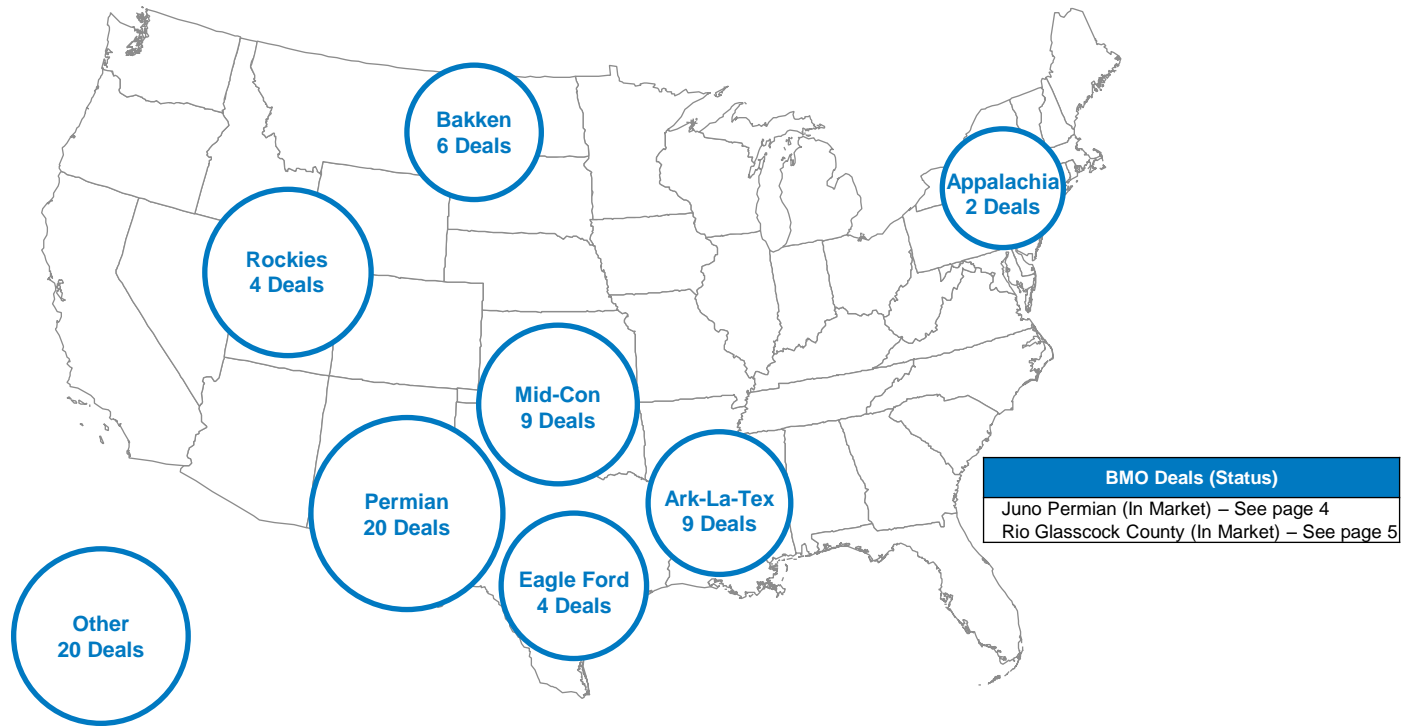 Bakken
6 Deals
Appalachia
2 Deals
Rockies
4 Deals
Mid-Con
9 Deals
Permian
20 Deals
Ark-La-Tex
9 Deals
BMO Deals (Status)
Juno Permian (In Market) – See page 4
Rio Glasscock County (In Market) – See page 5
Eagle Ford
4 Deals
Other
20 Deals